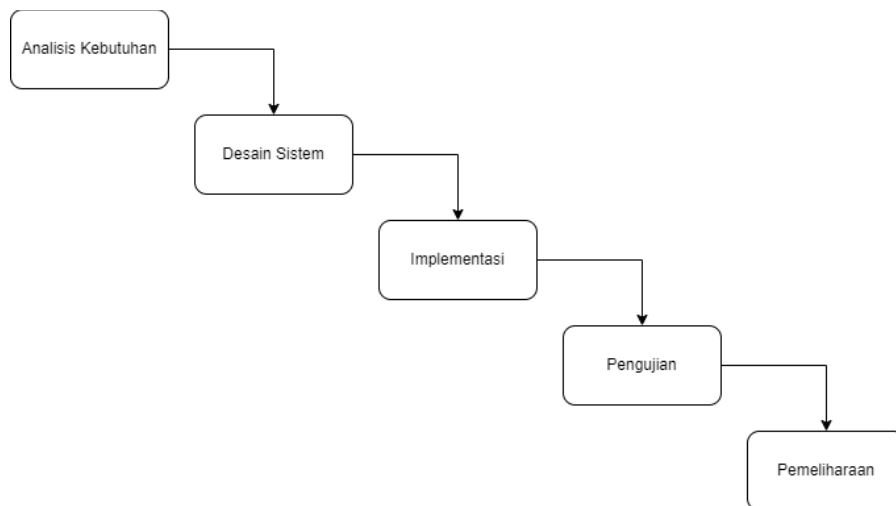 Analisis Kebutuhan
Desain Sistem
Implementasi
Pengujian
Pemeliharaan